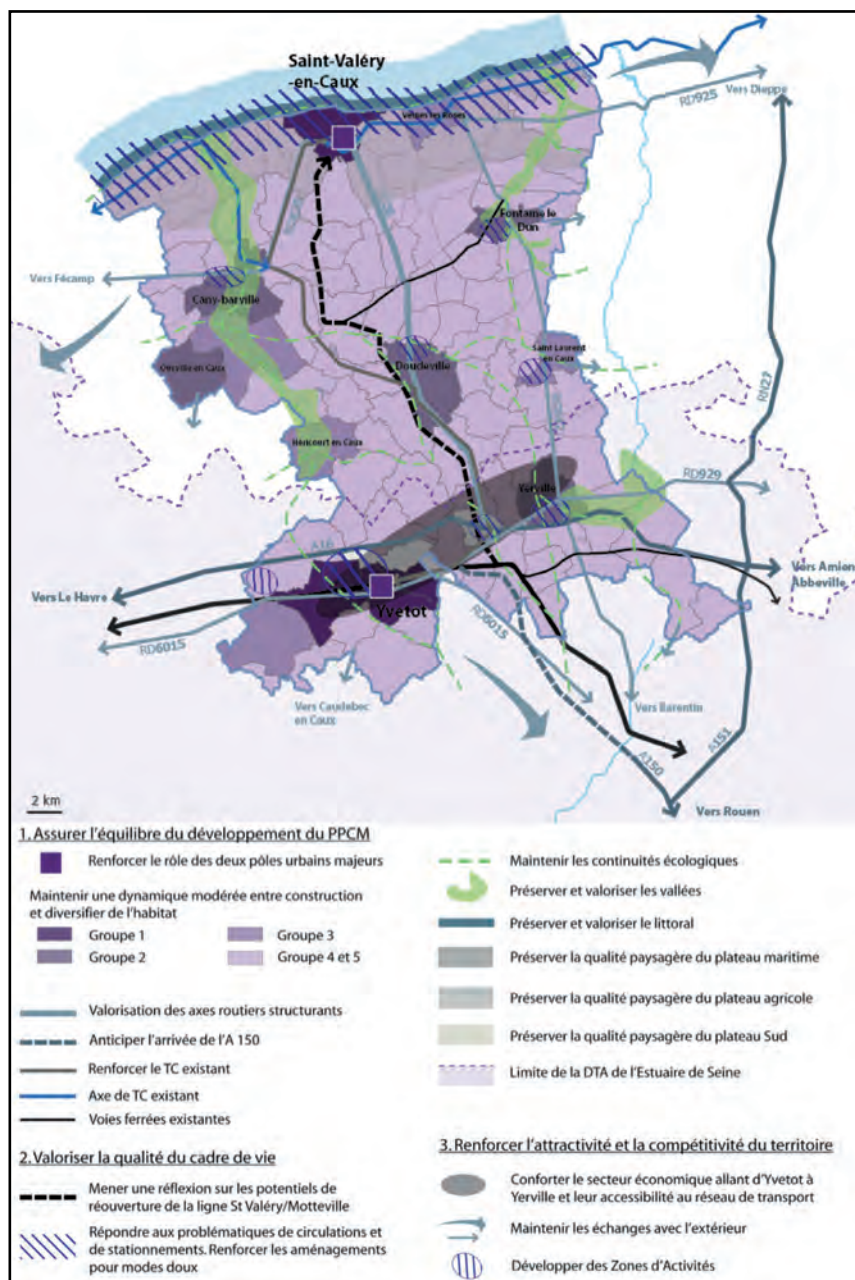 Saint-Valéry
-en-Caux
Vers Dieppe
RD925
Veules les Roses
Fontaine le
Dun
Vers Fécamp
Cany-barville
Saint Laurent
en Caux
Doudeville
Ourville en Caux
RN27
Héricourt en Caux
Yerville
RD929
A16
Vers Amien
Abbeville
Vers Le Havre
Yvetot
RD6015
RD6015
Vers Caudebec
en Caux
Vers Barentin
A150
A151
Vers Rouen
2 km
1. Assurer l'équilibre du développement du PPCM
Renforcer le rôle des deux pôles urbains majeurs
Maintenir une dynamique modérée entre construction
et diversifier de l'habitat
Groupe 1
Groupe 3
Groupe 2
Groupe 4 et 5
Valorisation des axes routiers structurants
Anticiper l'arrivée de l'A 150
Renforcer le TC existant
Axe de TC existant
Voies ferrées existantes
2. Valoriser la qualité du cadre de vie
Mener une réflexion sur les potentiels de
réouverture de la ligne St Valéry/Motteville
Répondre aux problématiques de circulations et
de stationnements. Renforcer les aménagements
pour modes doux
Maintenir les continuités écologiques
Préserver et valoriser les vallées
Préserver et valoriser le littoral
Préserver la qualité paysagère du plateau maritime
Préserver la qualité paysagère du plateau agricole
Préserver la qualité paysagère du plateau Sud
Limite de la DTA de l'Estuaire de Seine
3. Renforcer l'attractivité et la compétitivité du territoire
Conforter le secteur économique allant d'Yvetot à
Yerville et leur accessibilité au réseau de transport
Maintenir les échanges avec l'extérieur
Développer des Zones d'Activités